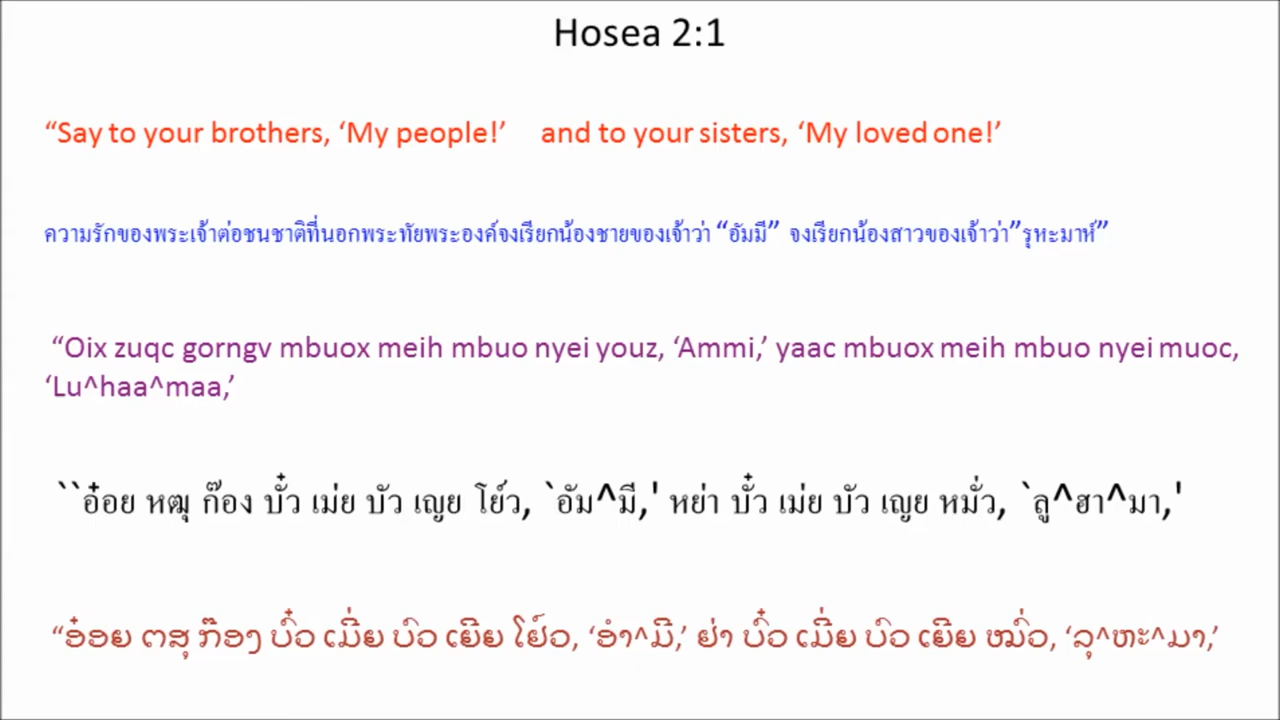 Hosea 2:1
“Say to your brothers, ‘My people!’ and to your sisters, ‘My loved one!’
ความรักของพระเจ้าต่อชนชาติที่นอกพระทัยพระองค์จงเรียกน้องชายของเจ้าว่า “อัมมี” จงเรียกน้องสาวของเจ้าว่า”รุหะมาห์”
“Oix zuqc gorngv mbuox meih mbuo nyei youz, ‘Ammi,’ yaac mbuox meih mbuo nyei muoc,
‘Lu^haa^maa,’
``อ๋อย หฒุ ก๊อง บั๋ว เม่ย บัว เญย โย์ว, `อัม^มี,' หย่า บั๋ว เม่ย บัว เญย หมั่ว, `ลู^ฮา^มา,'
“ອ໋ອຍ ຕສຸ ກ໊ອງ ບົ໋ວ ເມີ່ຍ ບົວ ເຍີຍ ໂຢ໌ວ, ‘ອຳ^ມີ,’ ຢ່າ ບົ໋ວ ເມີ່ຍ ບົວ ເຍີຍ ໝົ່ວ, ‘ລຸ^ຫະ^ມາ,’